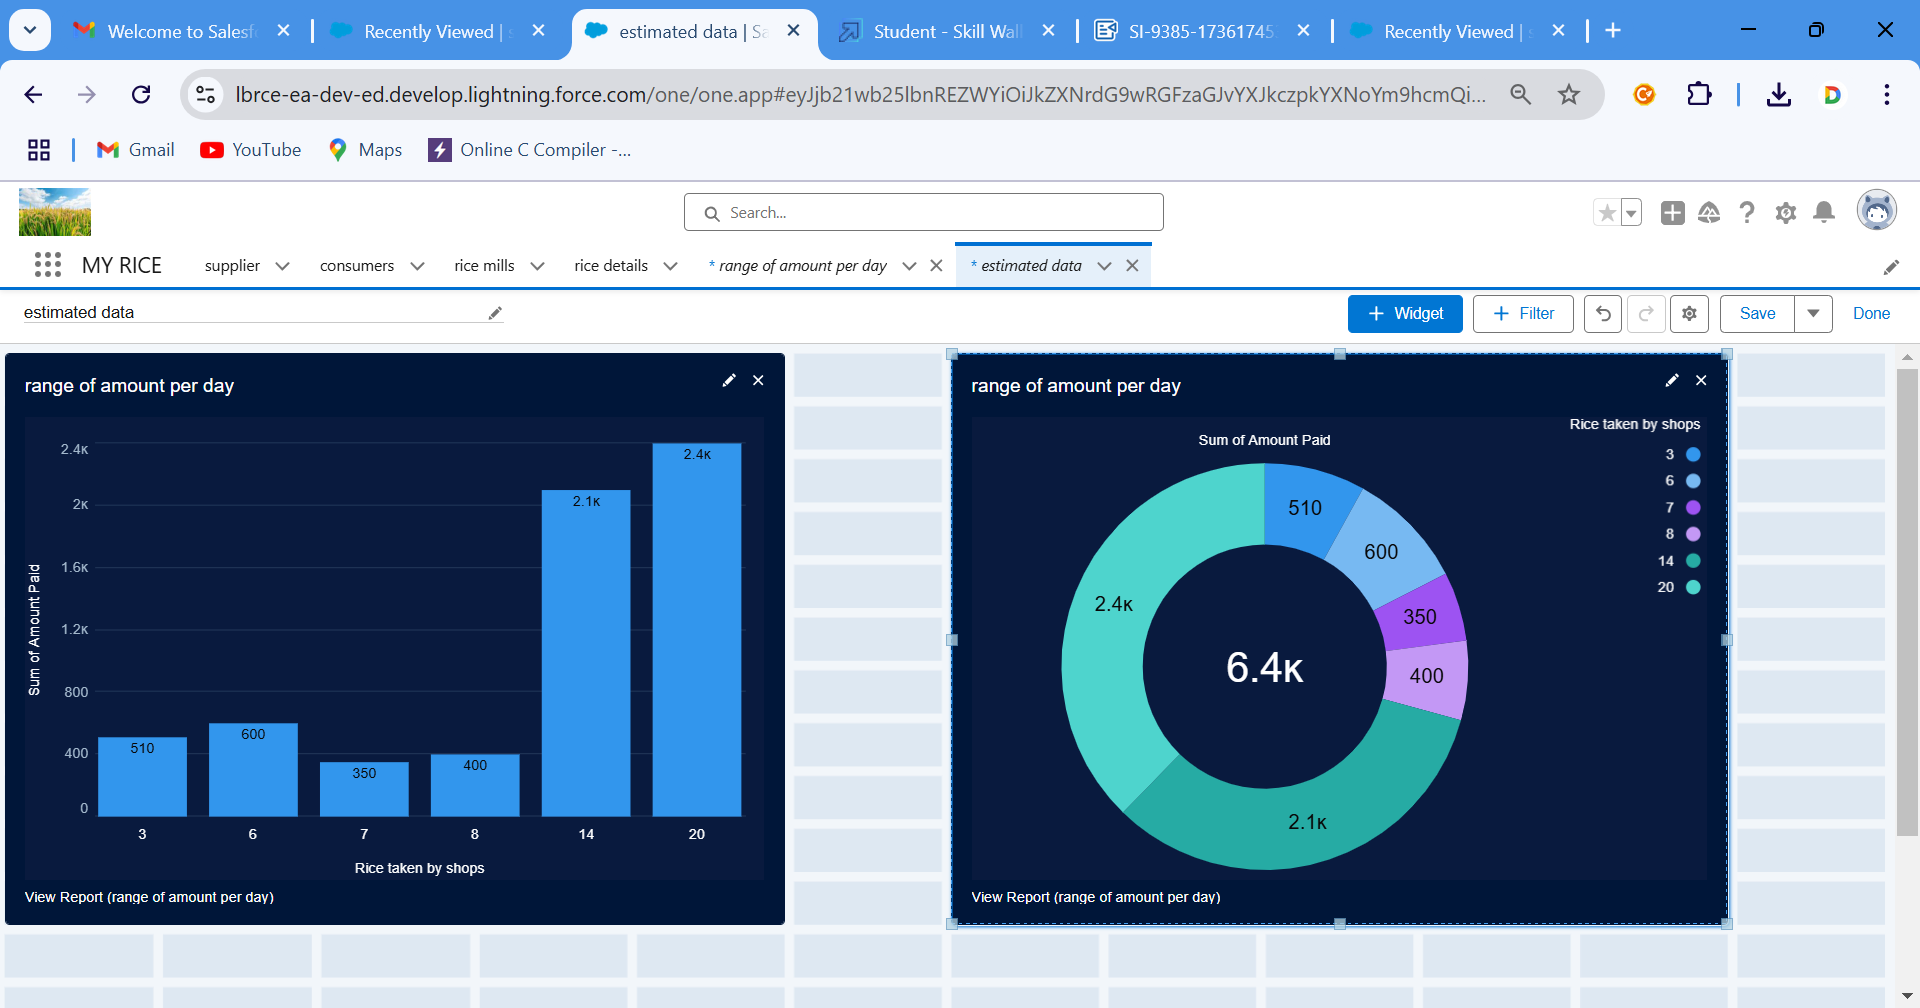 Welcome to Salesf
Recently Viewed | s
estimated data | Sa
Student - Skill Wall
SI-9385-17361745
Recently Viewed | s
lbrce-ea-dev-ed.develop.lightning.force.com/one/one.app#eyJjb21wb25lbnREZWYiOiJkZXNrdG9wRGFzaGJvYXJkczpkYXNoYm9hcmQi...
D
Gmail
YouTube
Maps
Online C Compiler -...
Search...
MY RICE
supplier
consumers
rice mills
rice details
* range of amount per day
* estimated data
estimated data
+ Widget
+ Filter
Save
Done
range of amount per day
2.4K
2K
1.6K
1.2K
800
400
0
Sum of Amount Paid
510
600
350
400
2.1K
2.4K
3
6
7
8
14
20
Rice taken by shops
View Report (range of amount per day)
range of amount per day
Rice taken by shops
3
6
7
8
14
20
Sum of Amount Paid
510
600
350
400
2.1K
2.4K
6.4K
View Report (range of amount per day)